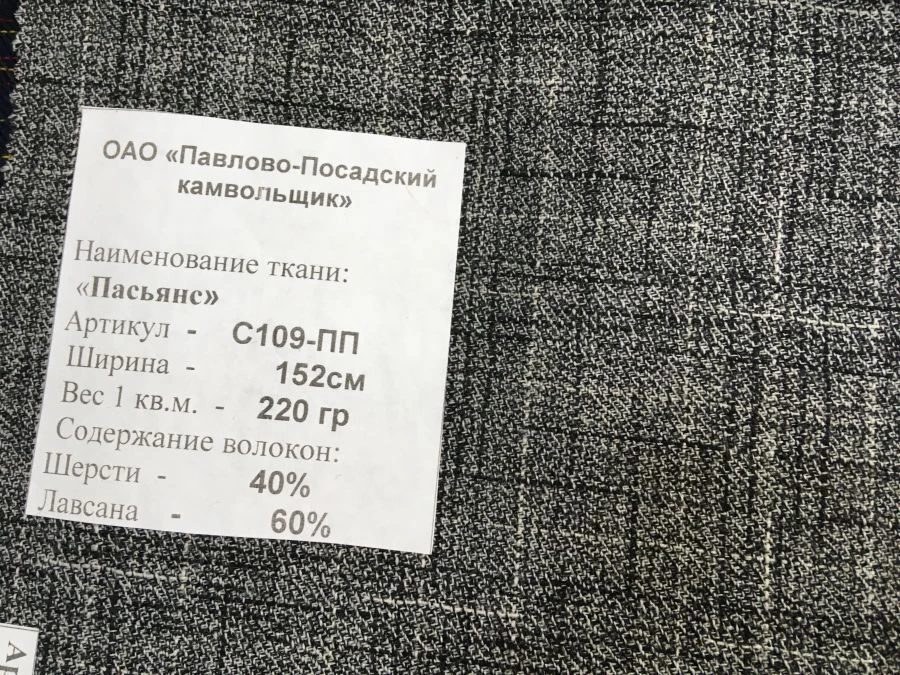 ОАО «Павлово-Посадский
камвольщик»
Наименование ткани:
«Пасьянс»
Артикул - С109-ПП
Ширина - 152см
Вес 1 кв.м. - 220 гр
Содержание волокон:
Шерсти - 40%
Лавсана - 60%